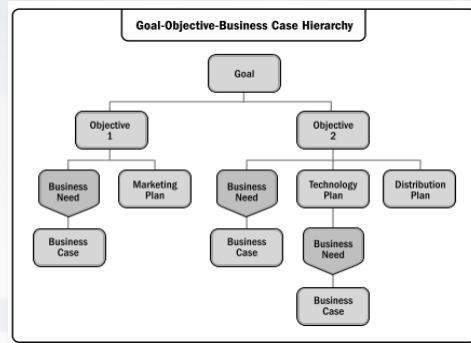 Goal-Objective-Business Case Hierarchy
Goal
Objective
1
Objective
2
Business
Need
Marketing
Plan
Business
Need
Technology
Plan
Distribution
Plan
Business
Case
Business
Case
Business
Need
Business
Case